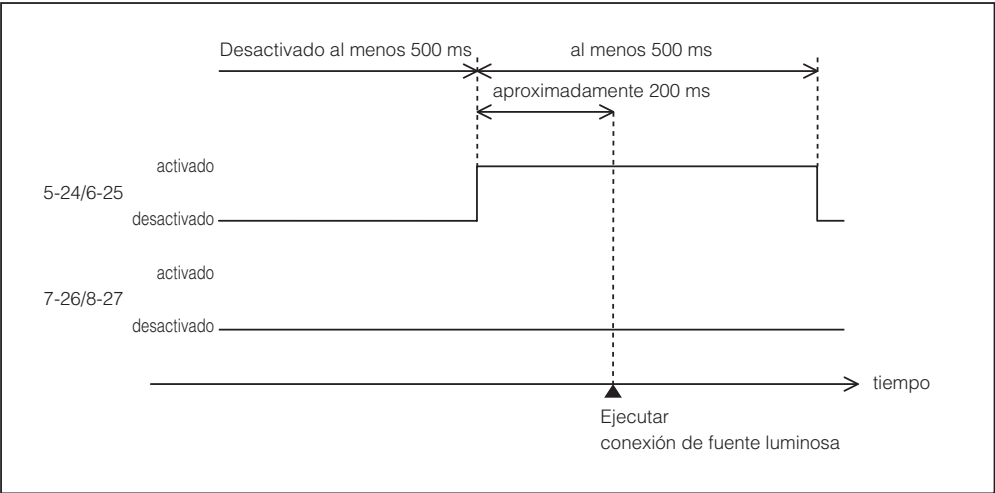 Desactivado al menos 500 ms
al menos 500 ms
aproximadamente 200 ms
activado
5-24/6-25
desactivado
activado
7-26/8-27
desactivado
tiempo
Ejecutar
conexión de fuente luminosa